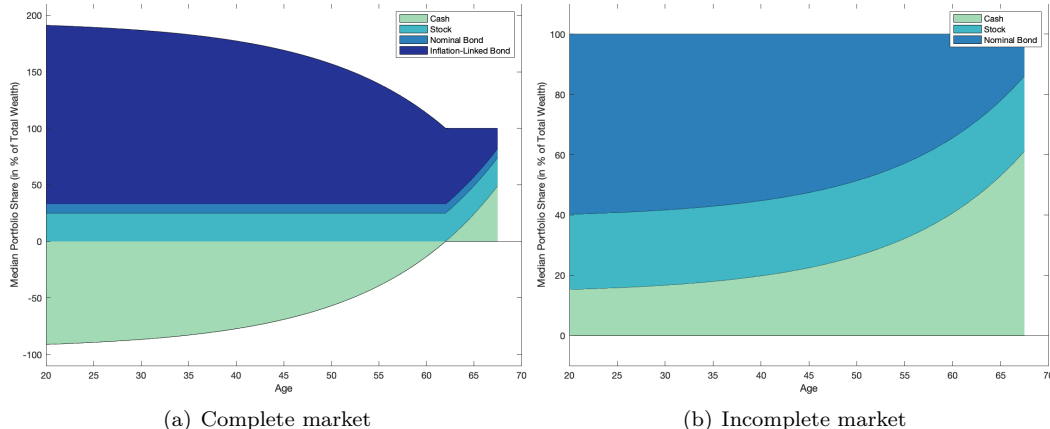 Cash
Stock
Nominal Bond
Inflation-Linked Bond
Median Portfolio Share (in % of Total Wealth)
200
150
100
50
0
-50
-100
20 25 30 35 40 45 50 55 60 65 70
Age
(a) Complete market
Cash
Stock
Nominal Bond
Median Portfolio Share (in % of Total Wealth)
100
80
60
40
20
0
20 25 30 35 40 45 50 55 60 65 70
Age
(b) Incomplete market